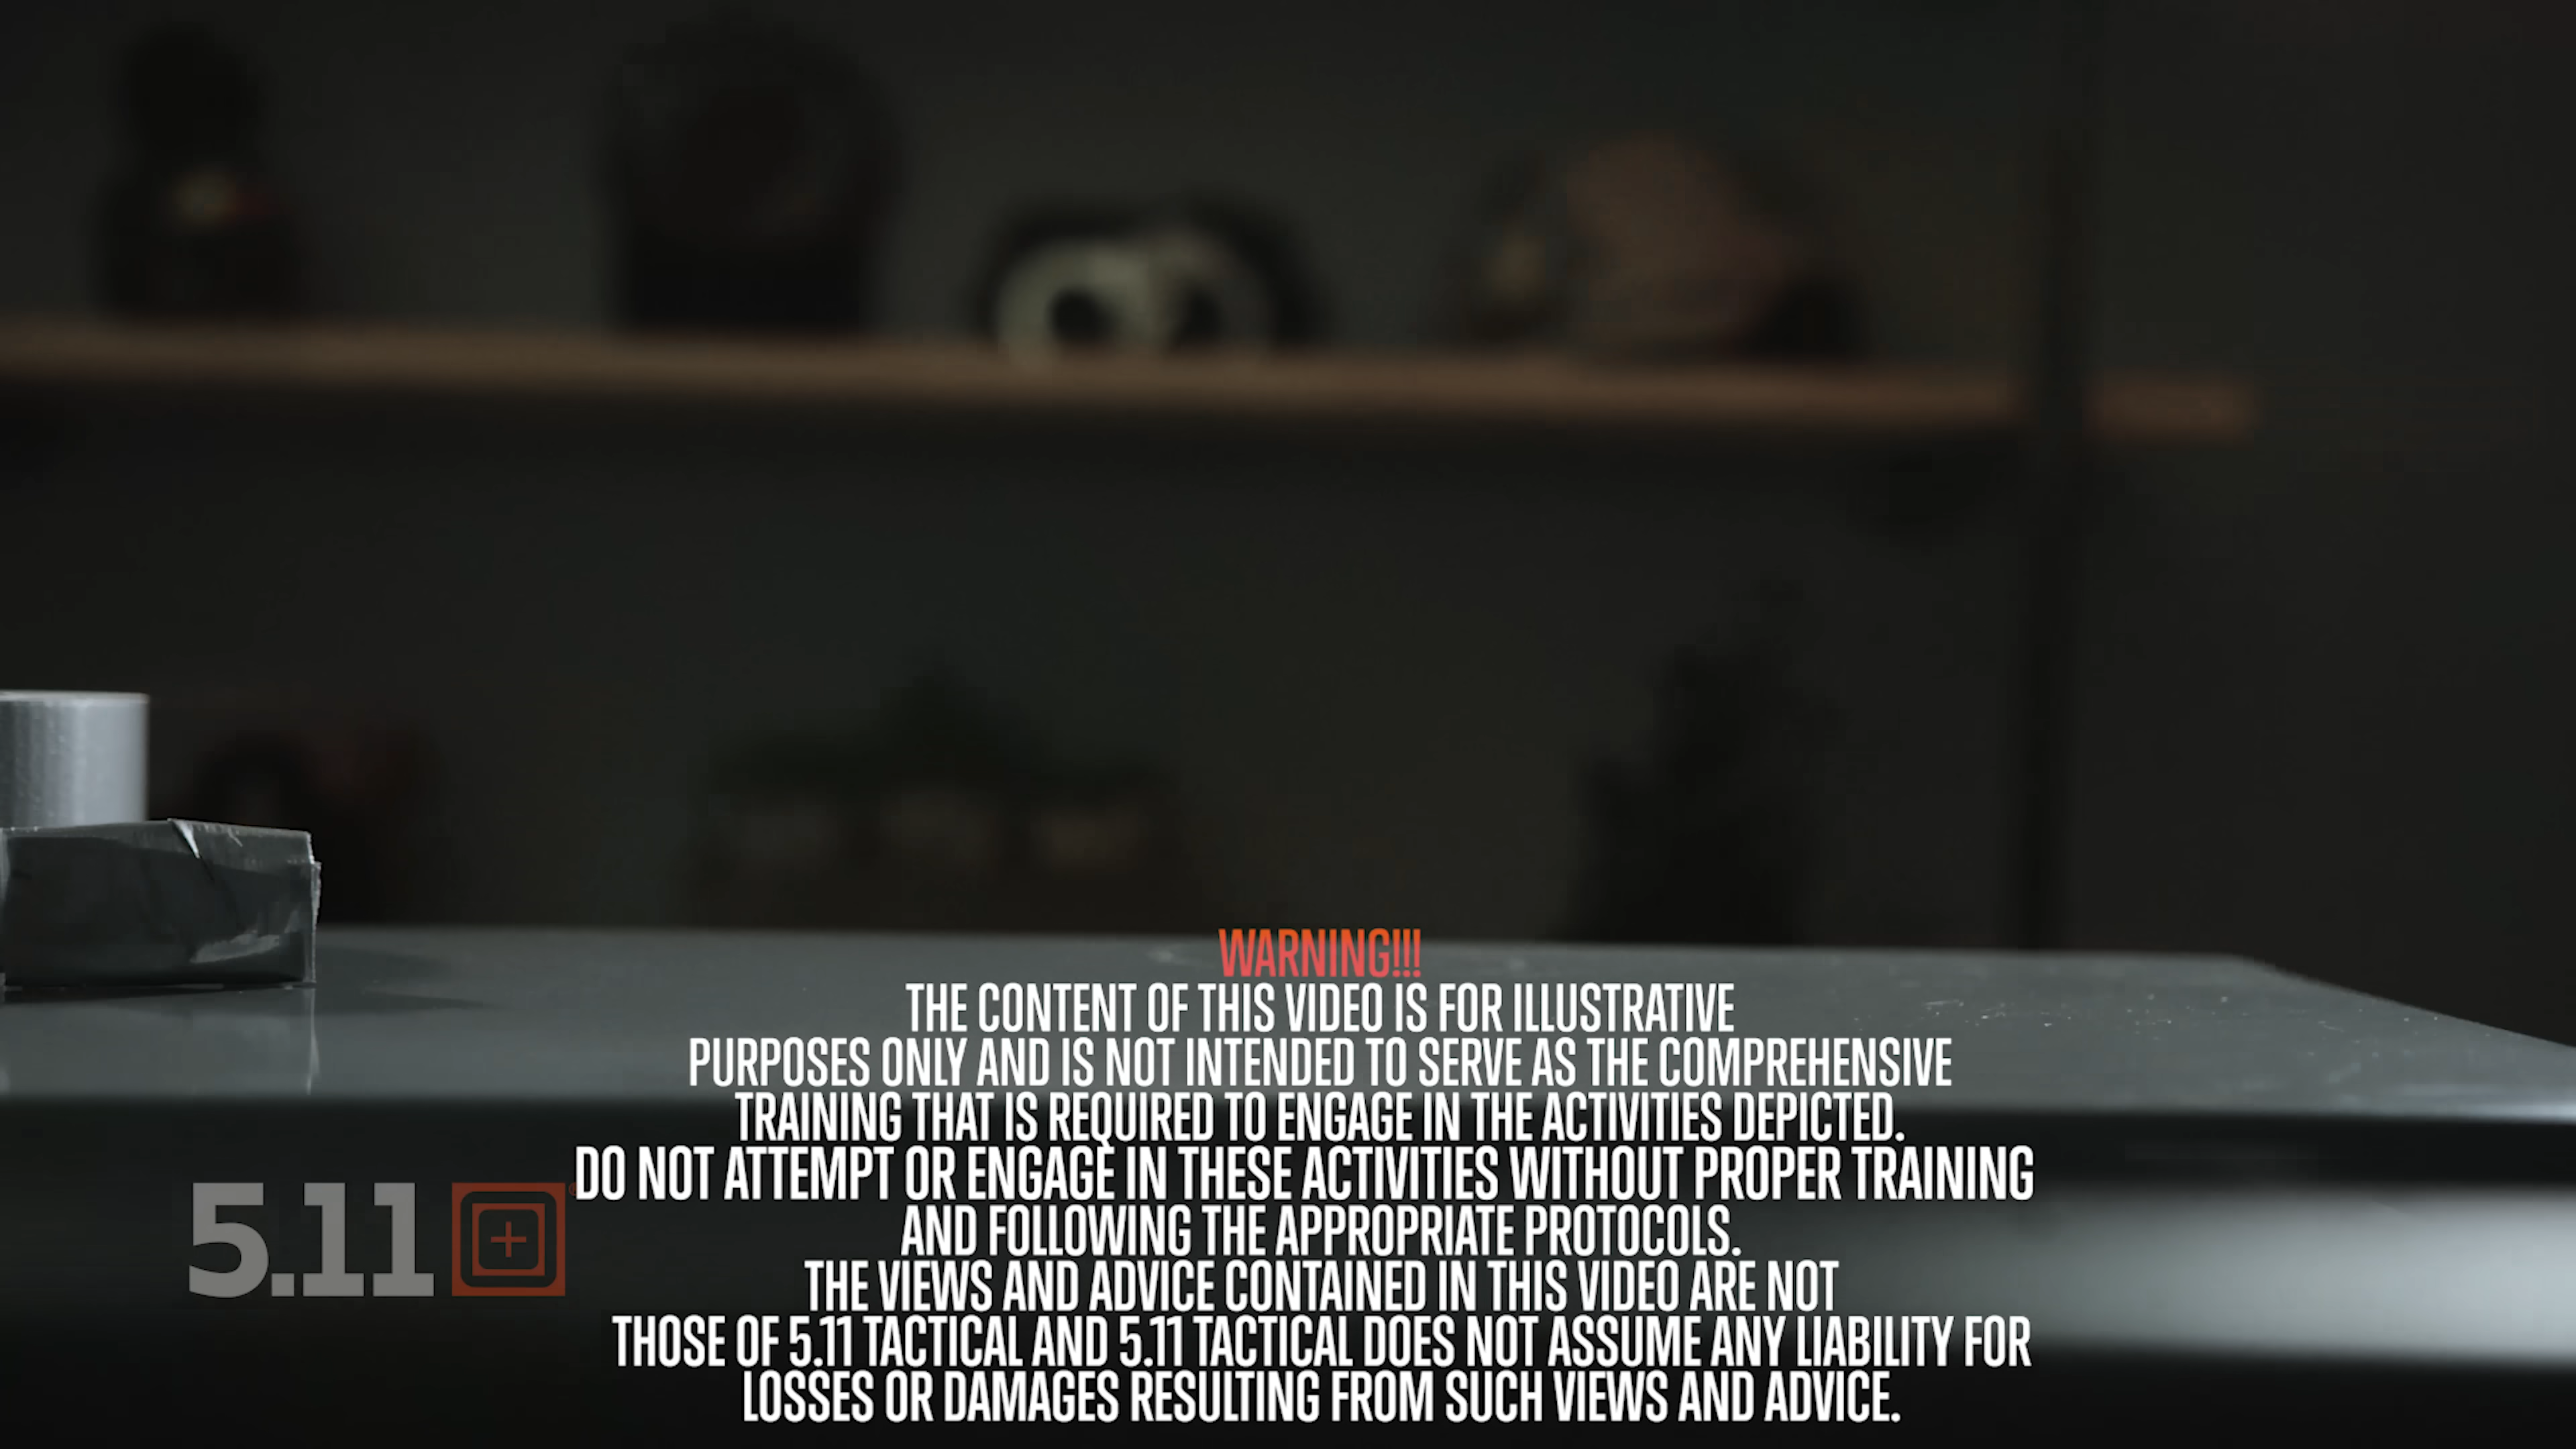 WARNING!!!
THE CONTENT OF THIS VIDEO IS FOR ILLUSTRATIVE
PURPOSES ONLY AND IS NOT INTENDED TO SERVE AS THE COMPREHENSIVE
TRAINING THAT IS REQUIRED TO ENGAGE IN THE ACTIVITIES DEPICTED.
DO NOT ATTEMPT OR ENGAGE IN THESE ACTIVITIES WITHOUT PROPER TRAINING
AND FOLLOWING THE APPROPRIATE PROTOCOLS.
THE VIEWS AND ADVICE CONTAINED IN THIS VIDEO ARE NOT
THOSE OF 5.11 TACTICAL AND 5.11 TACTICAL DOES NOT ASSUME ANY LIABILITY FOR
LOSSES OR DAMAGES RESULTING FROM SUCH VIEWS AND ADVICE.
5.11